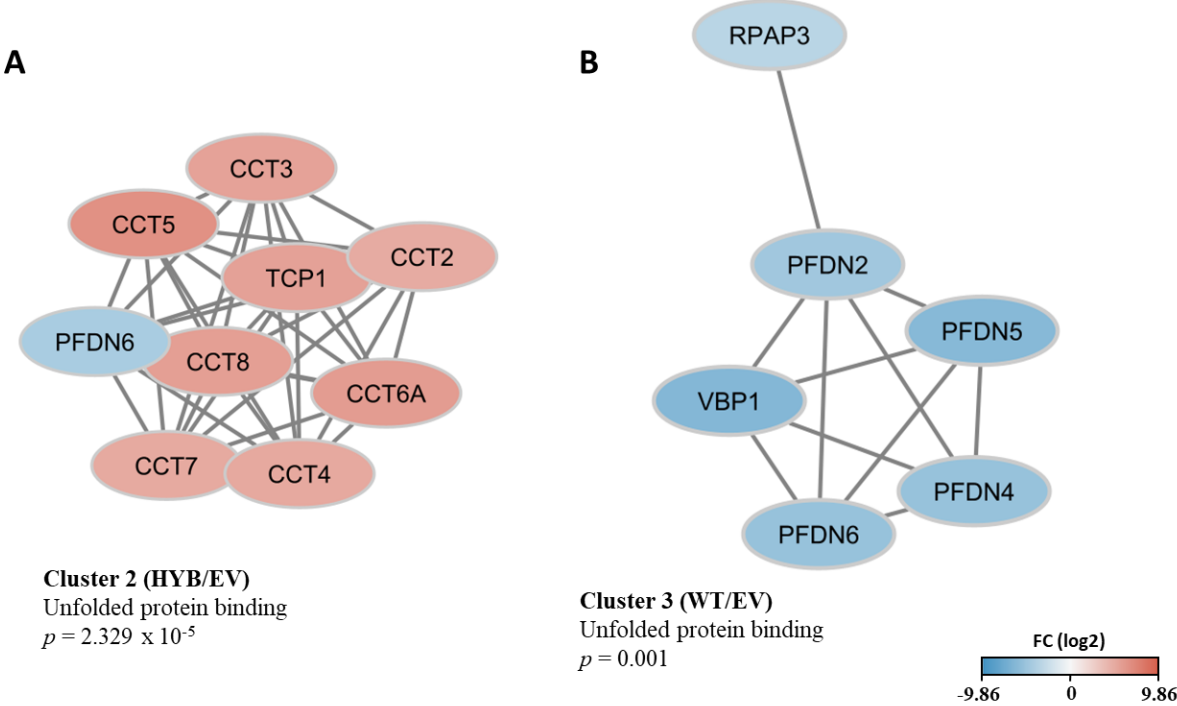 A
CCT3
CCT5
CCT2
TCP1
PFDN6
CCT8
CCT6A
CCT7
CCT4
Cluster 2 (HYB/EV)
Unfolded protein binding
p = 2.329 x 10-5
B
RPAP3
PFDN2
PFDN5
VBP1
PFDN4
PFDN6
Cluster 3 (WT/EV)
Unfolded protein binding
p = 0.001
FC (log2)
-9.86 0 9.86